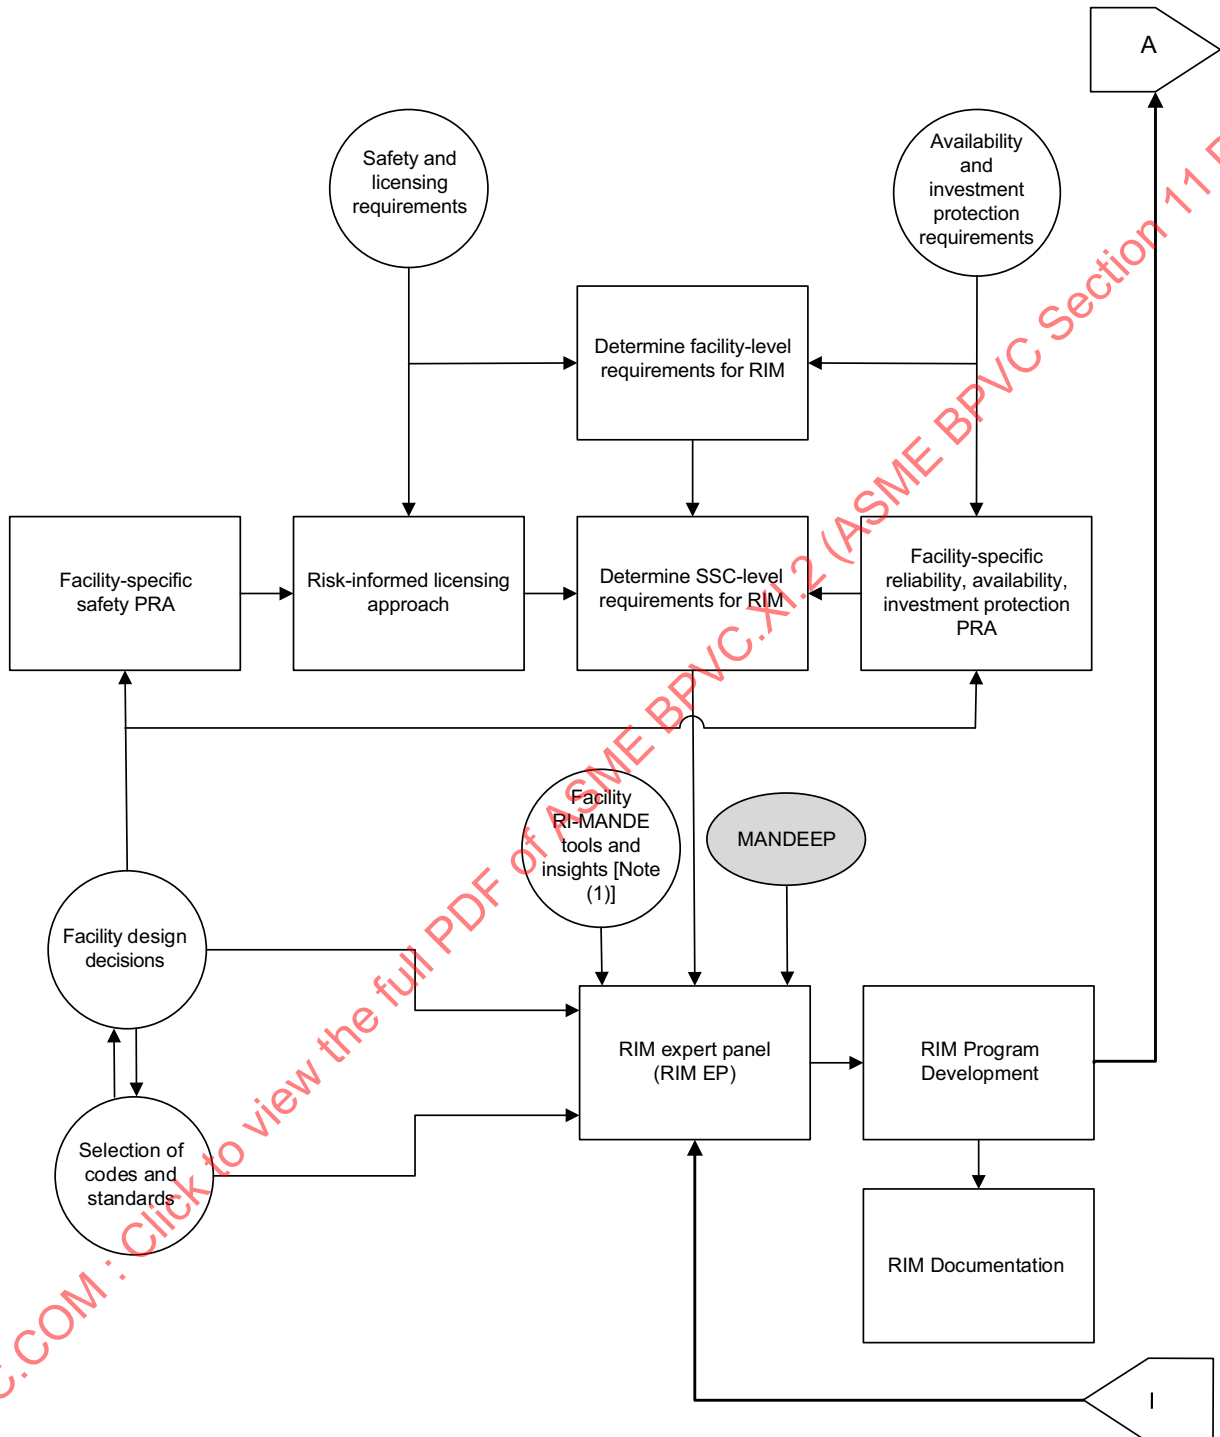 A
Safety and
licensing
requirements
Availability
and
investment
protection
requirements
Determine facility-level
requirements for RIM
Facility-specific
safety PRA
Risk-informed licensing
approach
Determine SSC-level
requirements for RIM
Facility-specific
reliability, availability,
investment protection
PRA
Facility
RI-MANDE
tools and
insights [Note
(1)]
MANDEEP
Facility design
decisions
RIM expert panel
(RIM EP)
RIM Program
Development
Selection of
codes and
standards
RIM Documentation
I
C.COM : Click to view the full PDF of ASME BPVC.XI.2 (ASME BPVC Section 11